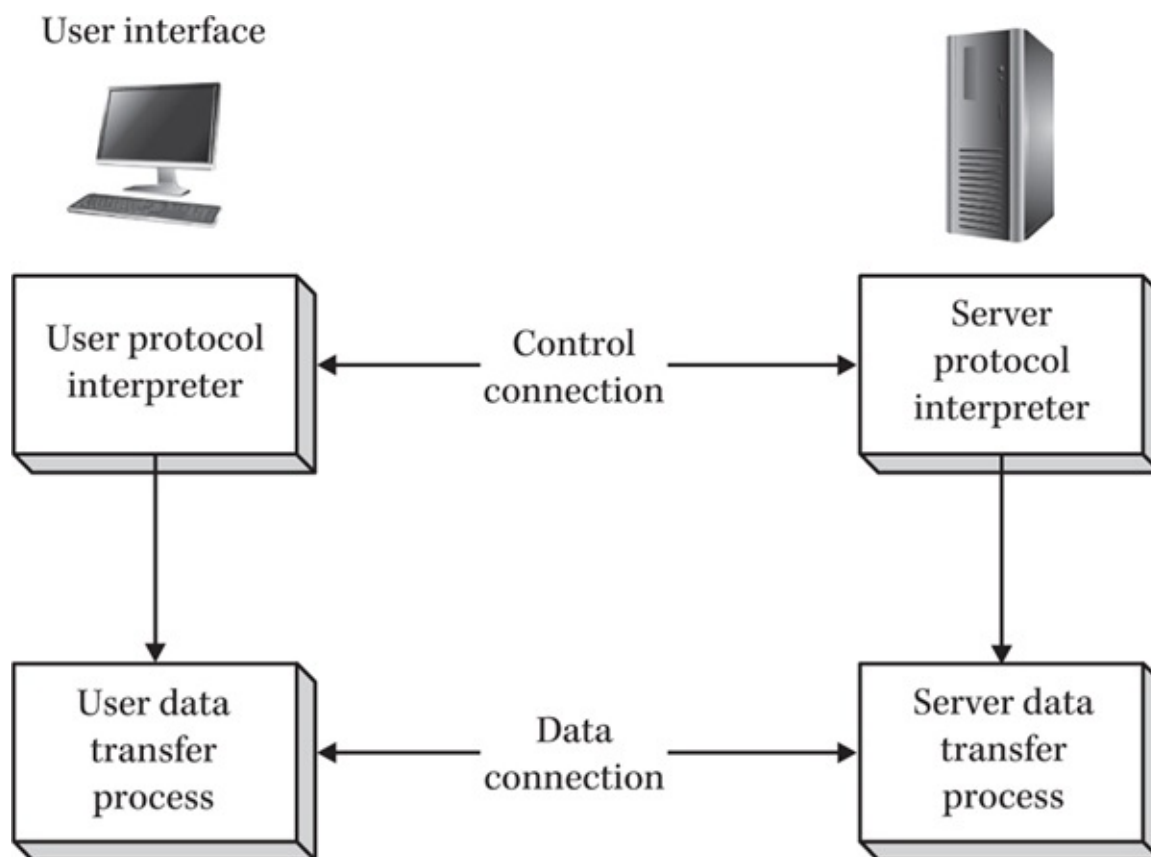 User interface
User protocol
interpreter
Control
connection
Server
protocol
interpreter
User data
transfer
process
Data
connection
Server data
transfer
process